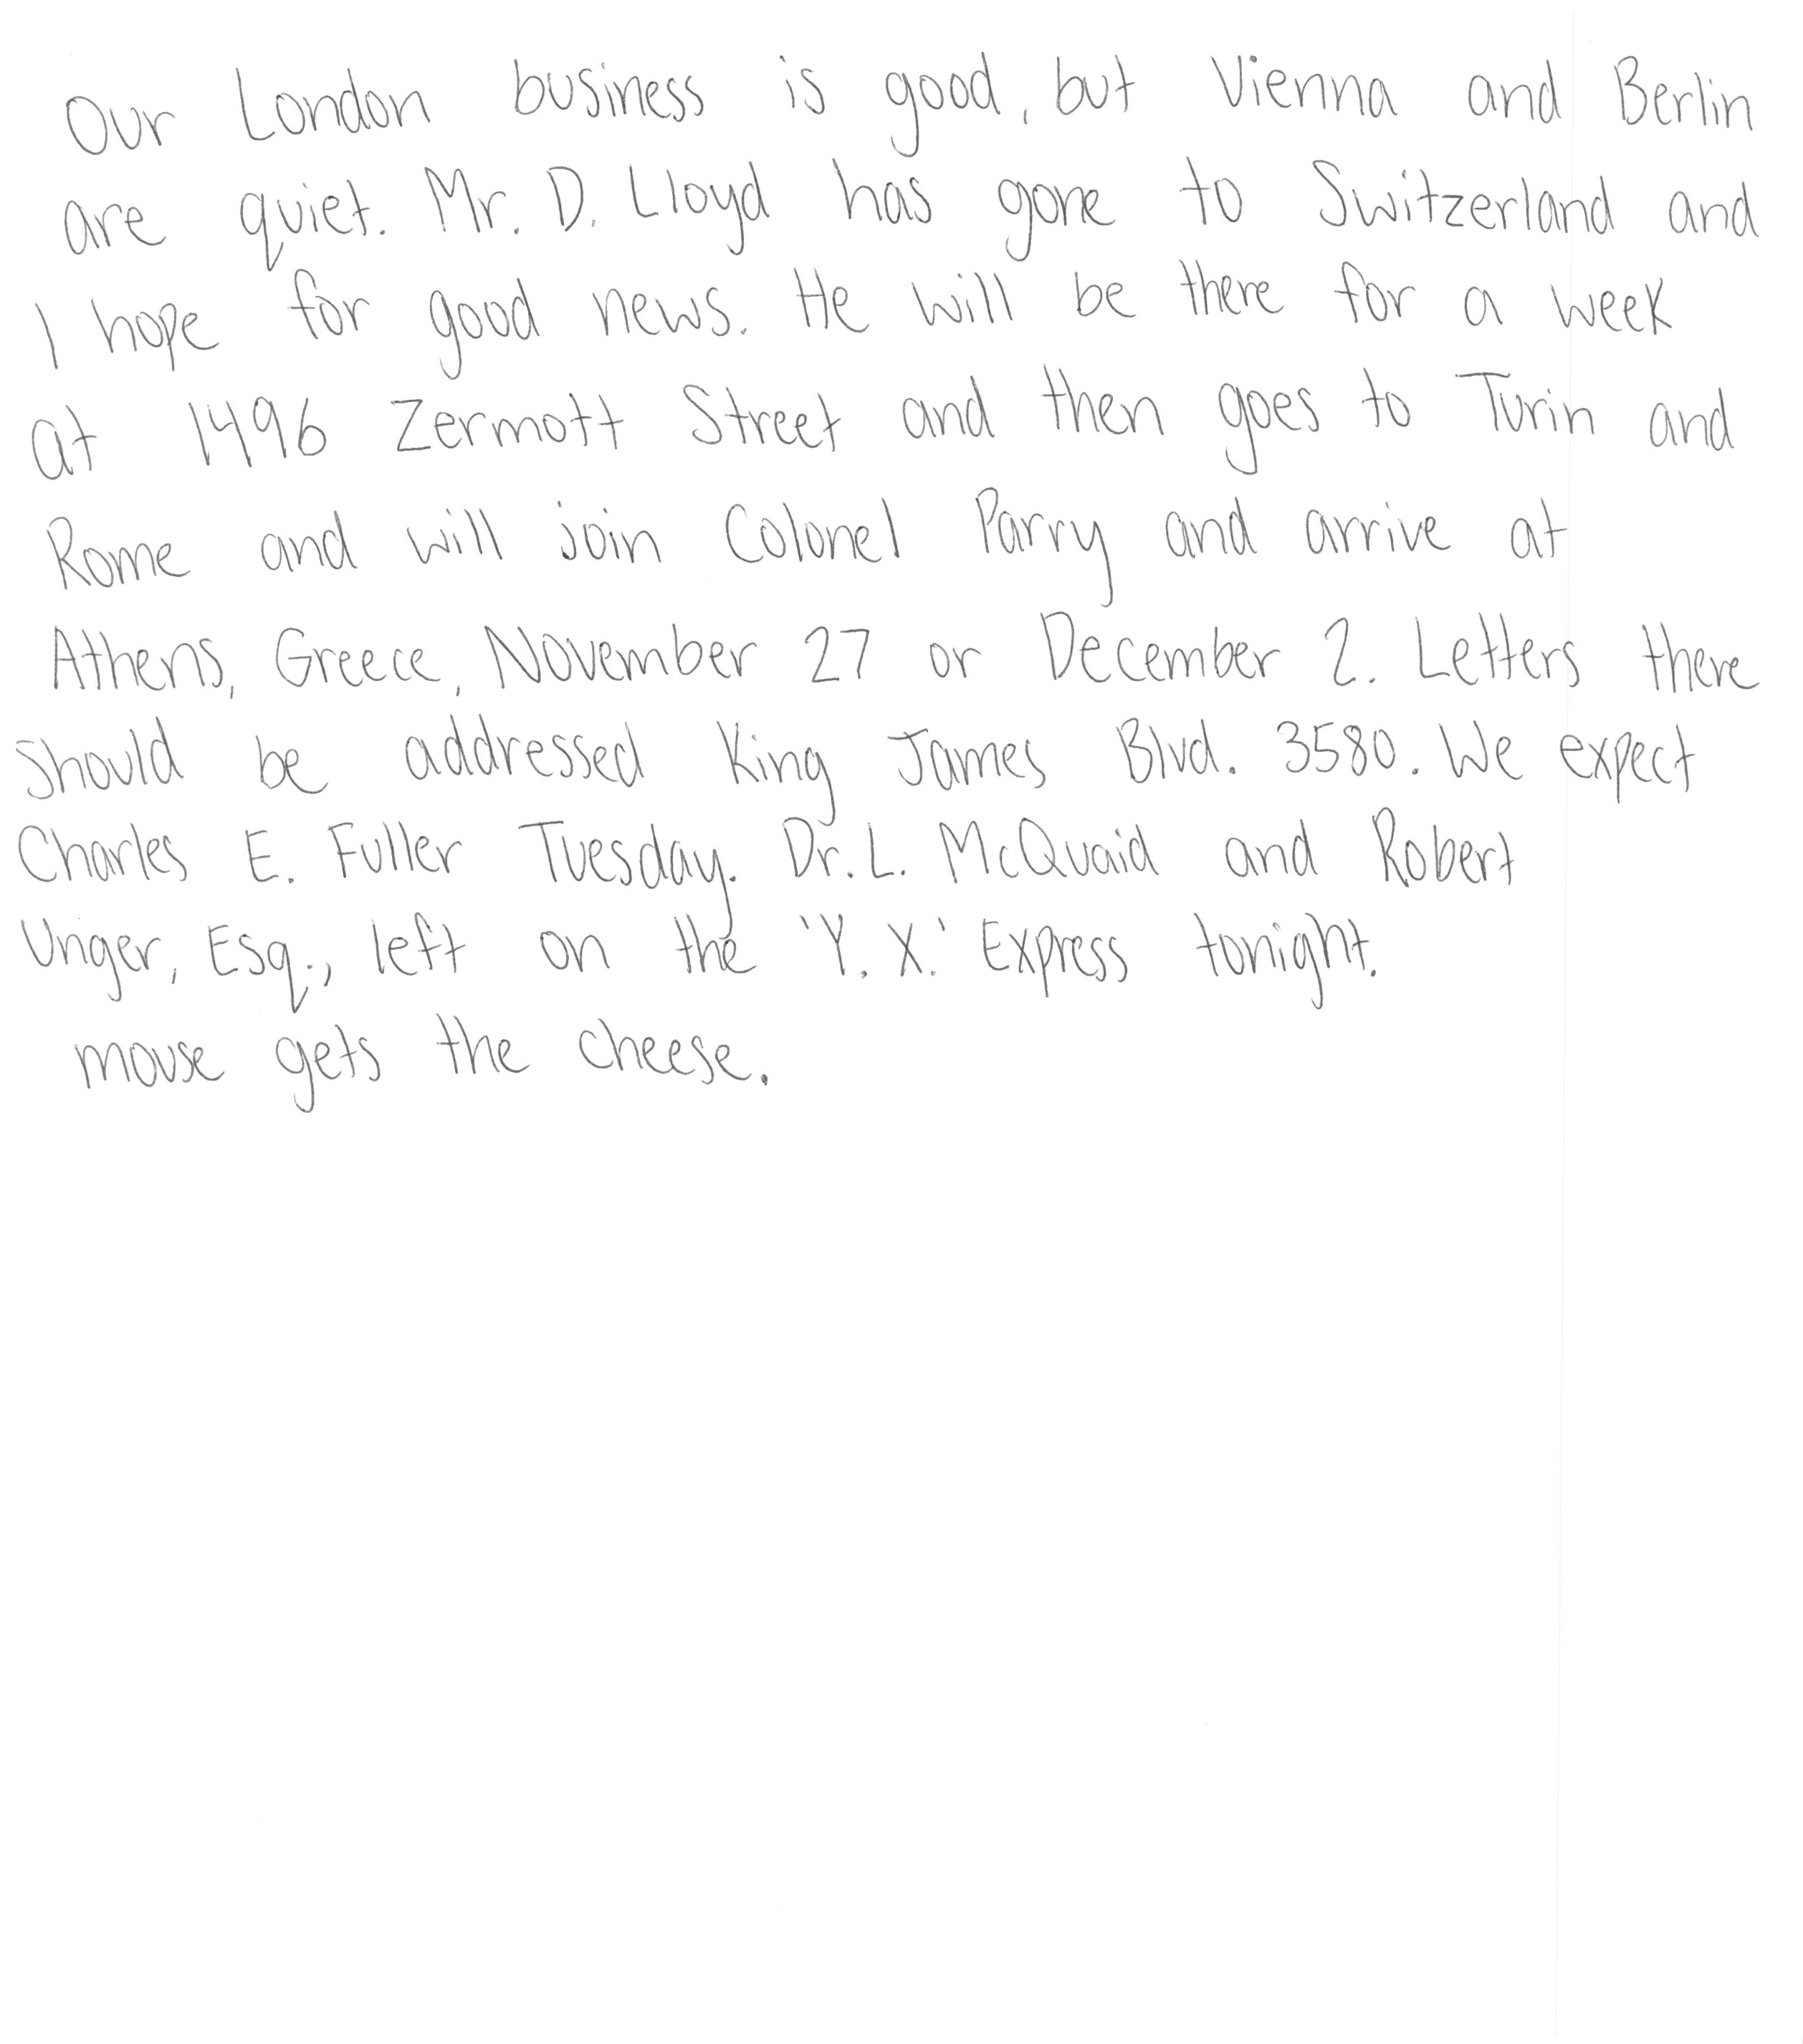 Our London business is good, but Vienna and Berlin
are quiet. Mr. D. Lloyd has gone to Switzerland and
I hope for good news. He will be there for a week
at 1496 Zermott Street and then goes to Turin and
Rome and will join Colonel Parry and arrive at
Athens, Greece, November 27 or December 2. Letters there
should be addressed King James Blvd. 3580. We expect
Charles E. Fuller Tuesday. Dr. L. McQuaid and Robert
Unger, Esq., left on the 'Y. X.' Express tonight.
mouse gets the cheese.